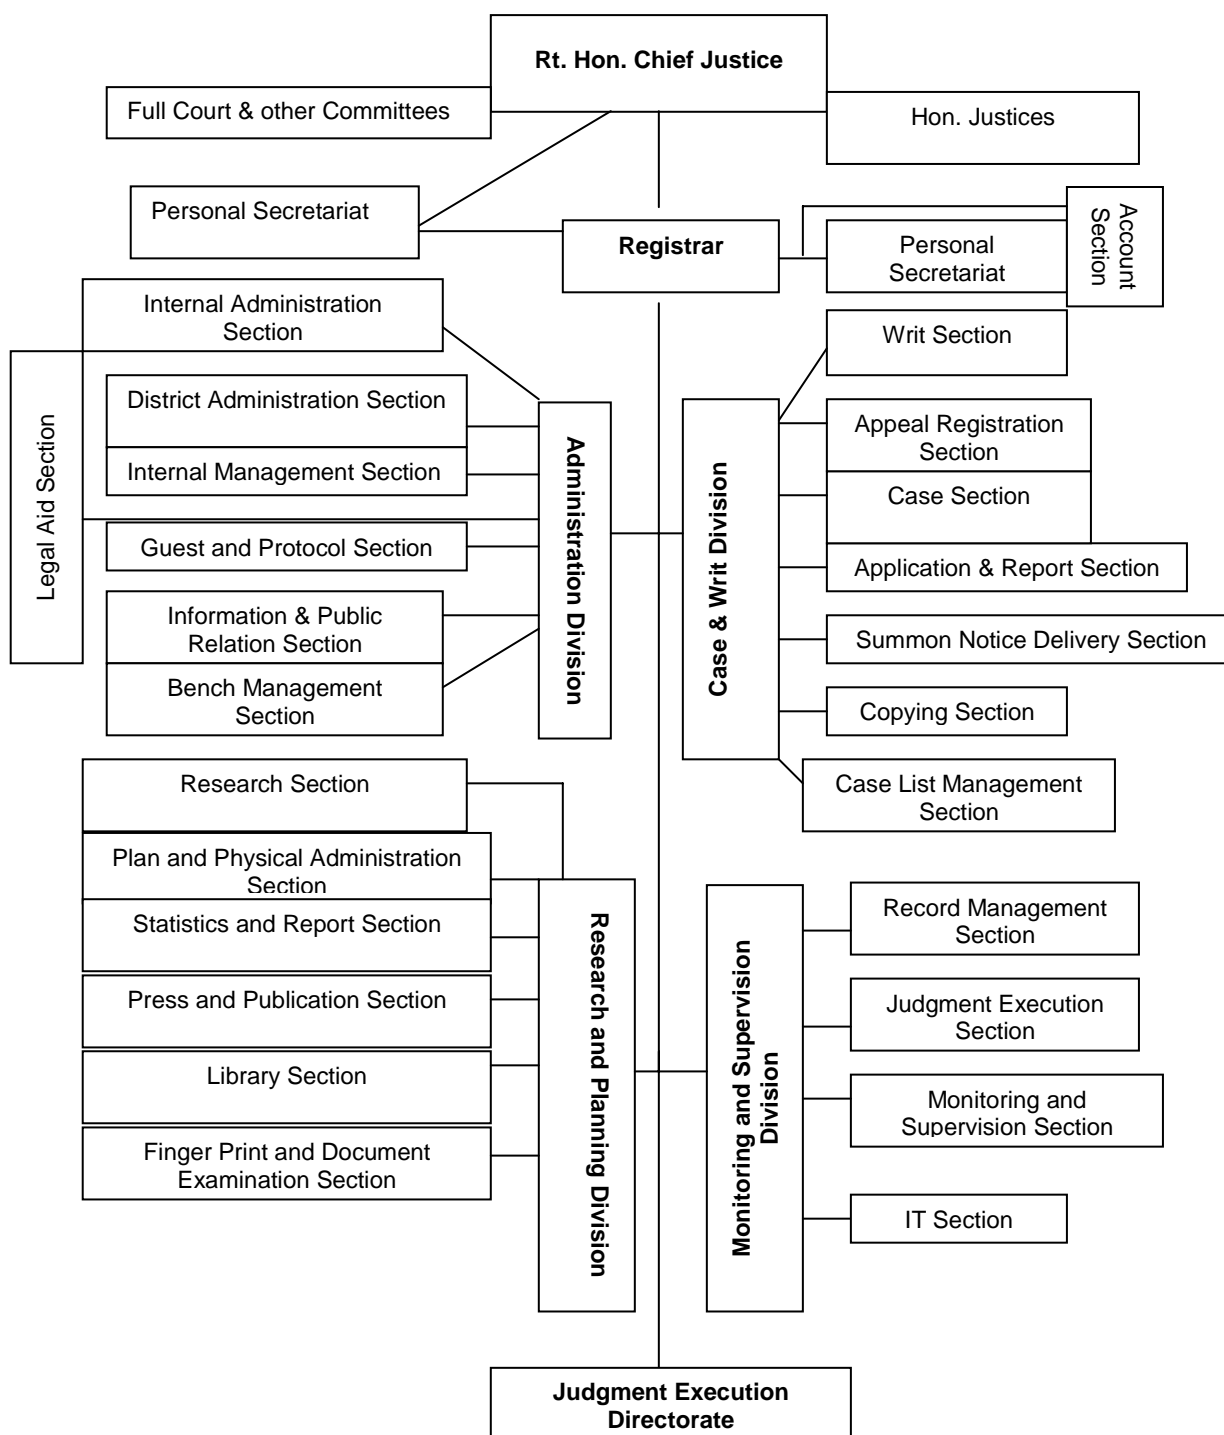 Rt. Hon. Chief Justice
Full Court & other Committees
Hon. Justices
Personal Secretariat
Registrar
Personal
Secretariat
Account
Section
Internal Administration
Section
Writ Section
Legal Aid Section
District Administration Section
Internal Management Section
Guest and Protocol Section
Information & Public
Relation Section
Bench Management
Section
Administration Division
Case & Writ Division
Appeal Registration
Section
Case Section
Application & Report Section
Summon Notice Delivery Section
Copying Section
Case List Management
Section
Research Section
Plan and Physical Administration
Section
Statistics and Report Section
Press and Publication Section
Library Section
Finger Print and Document
Examination Section
Research and Planning Division
Monitoring and Supervision
Division
Record Management
Section
Judgment Execution
Section
Monitoring and
Supervision Section
IT Section
Judgment Execution
Directorate